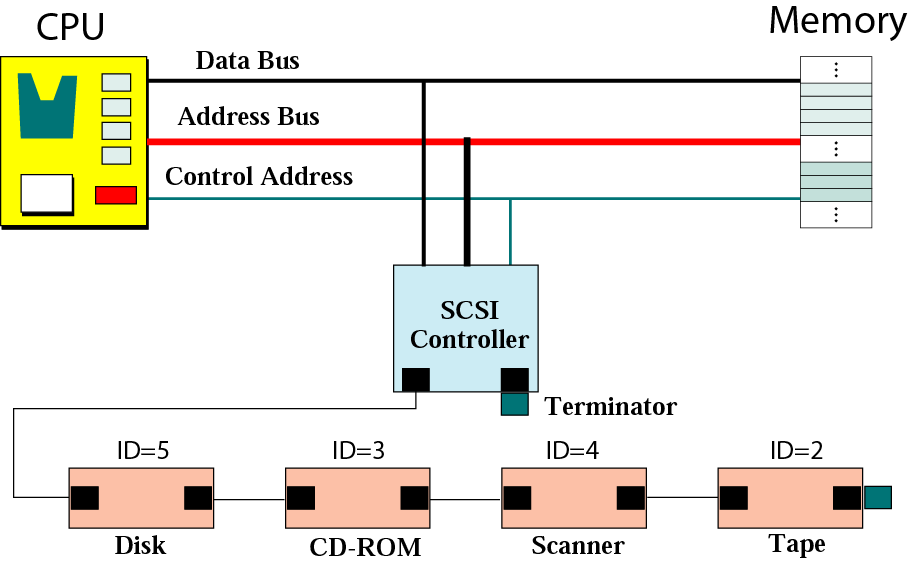 CPU
Memory
Data Bus
Address Bus
Control Address
SCSI
Controller
Terminator
ID=5
ID=3
ID=4
ID=2
Disk
CD-ROM
Scanner
Tape